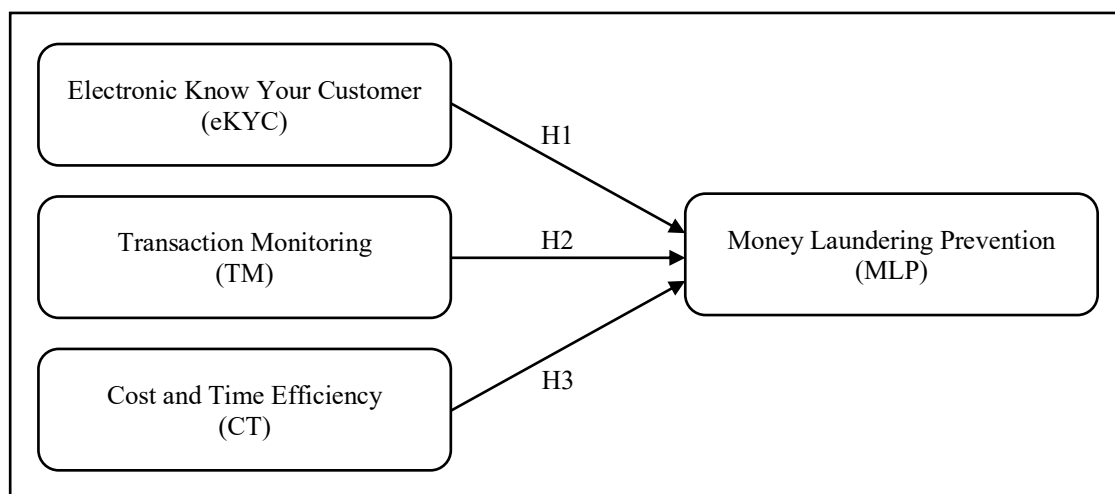 Electronic Know Your Customer
(eKYC)
H1
Transaction Monitoring
(TM)
H2
Money Laundering Prevention
(MLP)
Cost and Time Efficiency
(CT)
H3